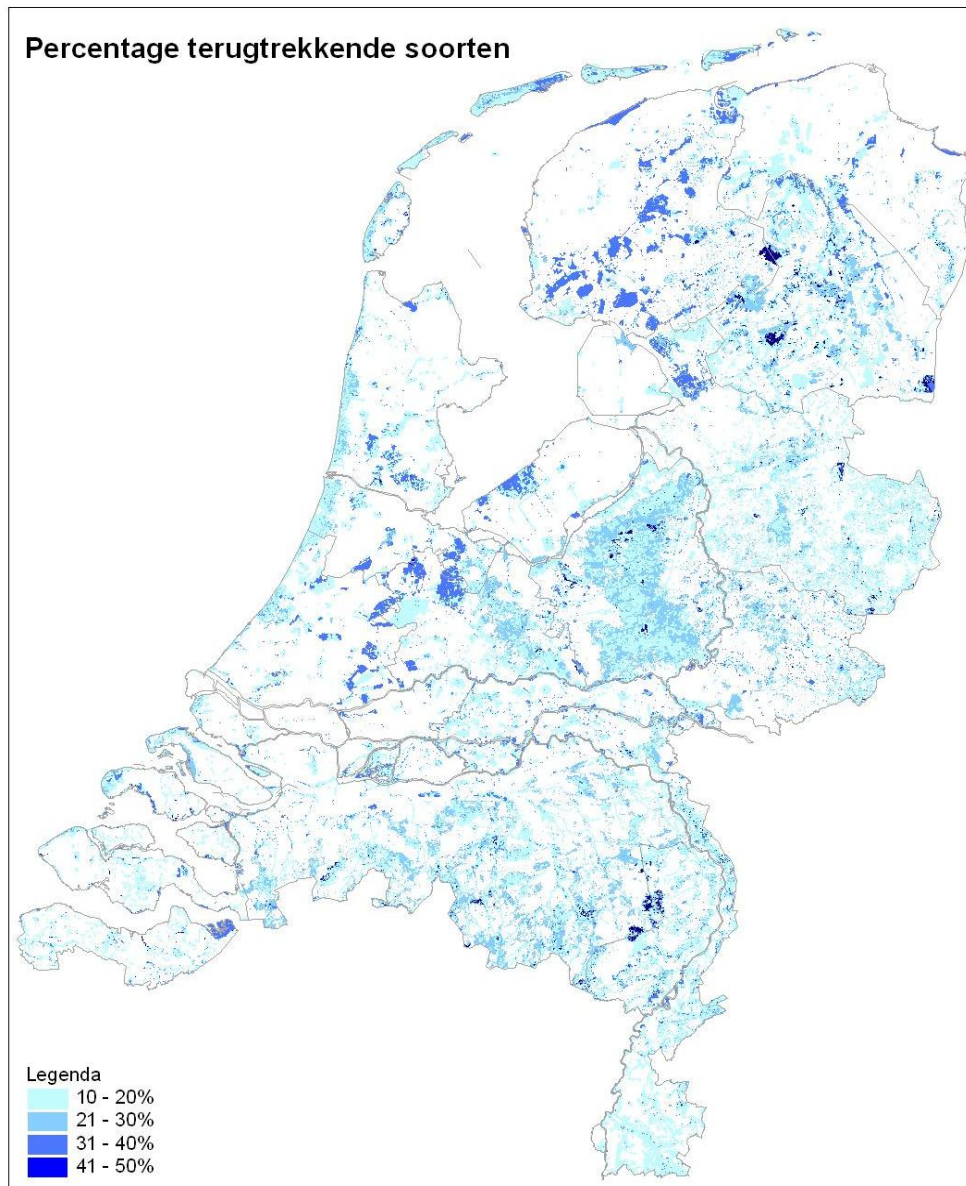 Percentage terugtrekkende soorten
Legenda
10 - 20%
21 - 30%
31 - 40%
41 - 50%